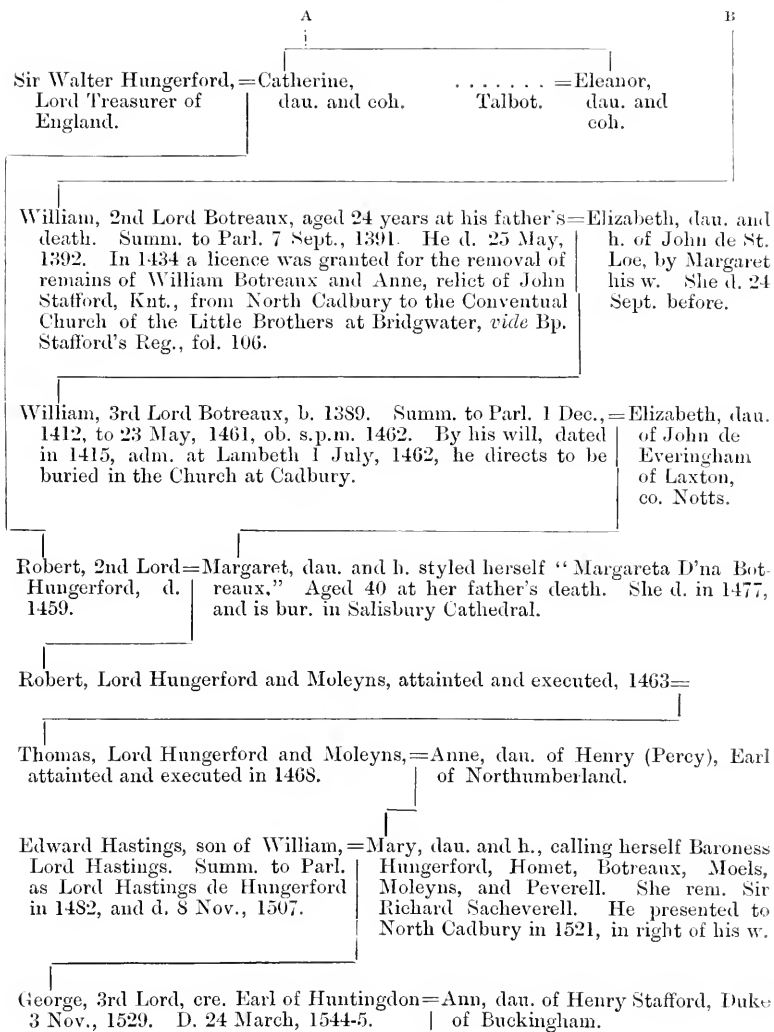 A B
Sir Walter Hungerford, = Catherine, . . . . . . . = Eleanor,
Lord Treasurer of dau. and coh. Talbot. dau. and
England. coh.
William, 2nd Lord Botreaux, aged 24 years at his father's = Elizabeth, dau. and
death. Summ. to Parl. 7 Sept., 1391. He d. 25 May, h. of John de St.
1392. In 1434 a licence was granted for the removal of Loe, by Margaret
remains of William Botreaux and Anne, relict of John his w. She d. 24
Stafford, Knt., from North Cadbury to the Conventual Sept. before.
Church of the Little Brothers at Bridgwater, vide Bp.
Stafford's Reg., fol. 106.
William, 3rd Lord Botreaux, b. 1389. Summ. to Parl. 1 Dec., = Elizabeth, dau.
1412, to 23 May, 1461, ob. s.p.m. 1462. By his will, dated of John de
in 1415, adm. at Lambeth 1 July, 1462, he directs to be Everingham
buried in the Church at Cadbury. of Laxton,
co. Notts.
Robert, 2nd Lord = Margaret, dau. and h. styled herself "Margareta D'na Bot-
Hungerford, d. reaux." Aged 40 at her father's death. She d. in 1477,
1459. and is bur. in Salisbury Cathedral.
Robert, Lord Hungerford and Moleyns, attainted and executed, 1463 =
Thomas, Lord Hungerford and Moleyns, = Anne, dau. of Henry (Percy), Earl
attainted and executed in 1468. of Northumberland.
Edward Hastings, son of William, = Mary, dau. and h., calling herself Baroness
Lord Hastings. Summ. to Parl. Hungerford, Homet, Botreaux, Moels,
as Lord Hastings de Hungerford Moleyns, and Peverell. She rem. Sir
in 1482, and d. 8 Nov., 1507. Richard Sacheverell. He presented to
North Cadbury in 1521, in right of his w.
George, 3rd Lord, cre. Earl of Huntingdon = Ann, dau. of Henry Stafford, Duke
3 Nov., 1529. D. 24 March, 1544-5. of Buckingham.